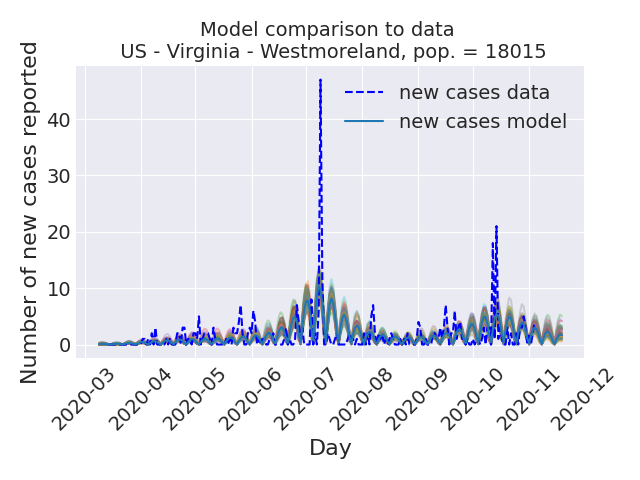 Model comparison to data
US - Virginia - Westmoreland, pop. = 18015
Number of new cases reported
40
30
20
10
0
new cases data
new cases model
2020-03
2020-04
2020-05
2020-06
2020-07
2020-08
2020-09
2020-10
2020-11
2020-12
Day